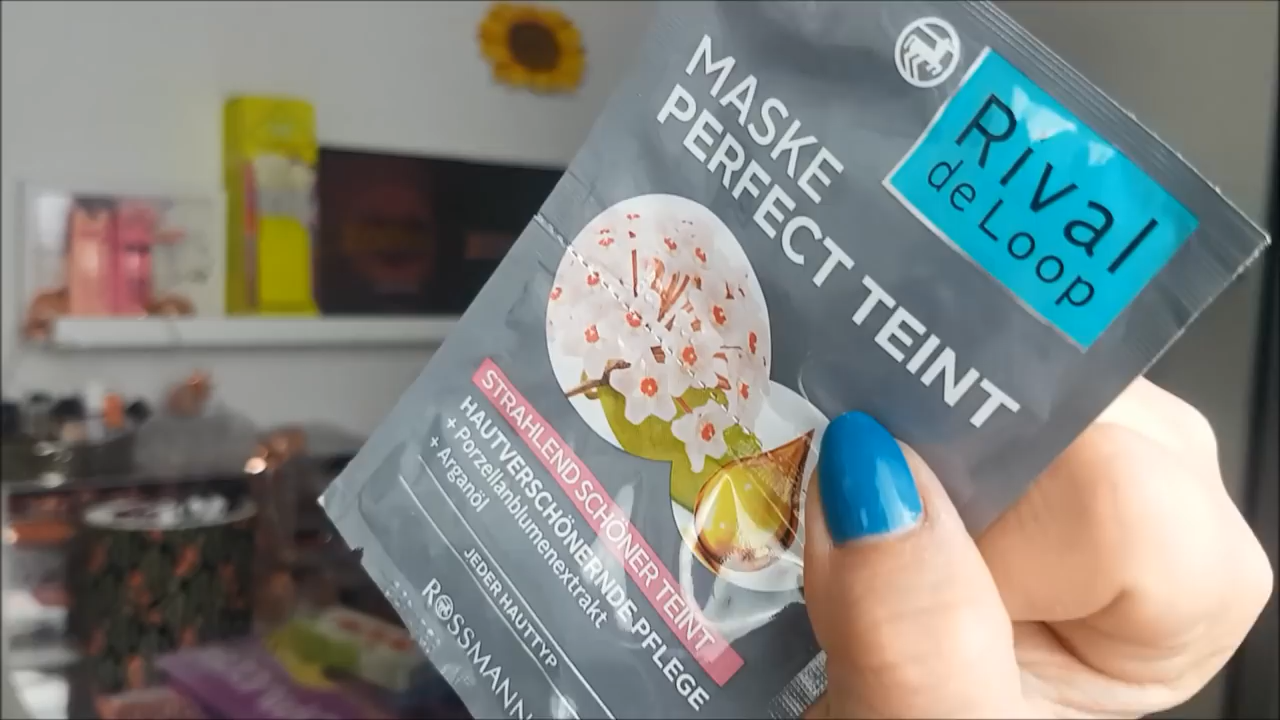 Rival
de Loop
MASKE
PERFECT TEINT
STRAHLEND SCHÖNER TEINT
HAUTVERSCHÖNERNDE PFLEGE
+ Porzellanblumenextrakt
+ Arganöl
JEDER HAUTTYP
ROSSMANN